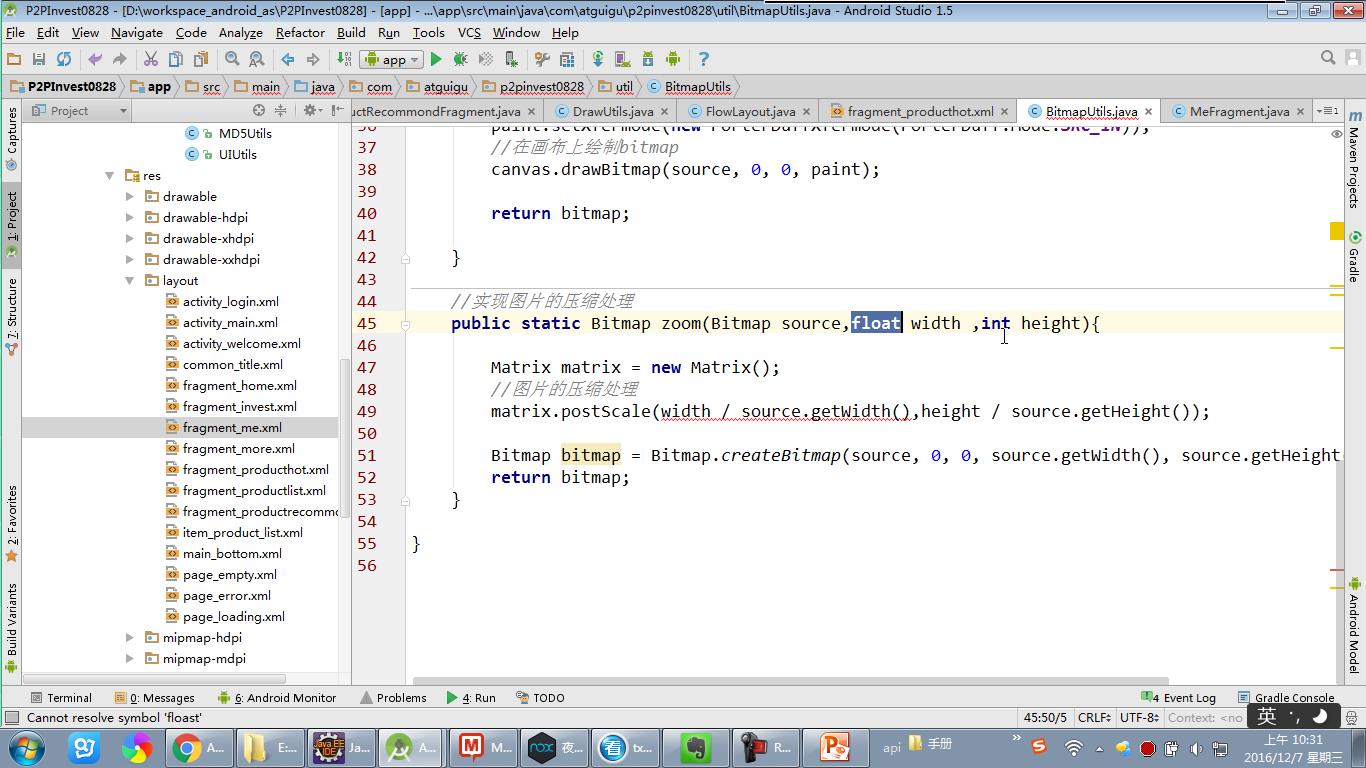 P2PInvest0828 - [D:\workspace_android_as\P2PInvest0828] - [app] - ...\app\src\main\java\com\atguigu\p2pinvest0828\util\BitmapUtils.java - Android Studio 1.5
File Edit View Navigate Code Analyze Refactor Build Run Tools VCS Window Help
app
P2PInvest0828 app src main java com atguigu p2pinvest0828 util BitmapUtils
Project
uctRecommondFragment.java DrawUtils.java FlowLayout.java fragment_producthot.xml BitmapUtils.java MeFragment.java
Captures
1: Project
7: Structure
2: Favorites
Build Variants
MD5Utils
UIUtils
res
drawable
drawable-hdpi
drawable-xhdpi
drawable-xxhdpi
layout
activity_login.xml
activity_main.xml
activity_welcome.xml
common_title.xml
fragment_home.xml
fragment_invest.xml
fragment_me.xml
fragment_more.xml
fragment_producthot.xml
fragment_productlist.xml
fragment_productrecommo
item_product_list.xml
main_bottom.xml
page_empty.xml
page_error.xml
page_loading.xml
mipmap-hdpi
mipmap-mdpi
36 paint.setXfermode(new PorterDuffXfermode(PorterDuff.Mode.SRC_IN));
37 //在画布上绘制bitmap
38 canvas.drawBitmap(source, 0, 0, paint);
39
40 return bitmap;
41
42 }
43
44 //实现图片的压缩处理
45 public static Bitmap zoom(Bitmap source,float width ,int height){
46
47 Matrix matrix = new Matrix();
48 //图片的压缩处理
49 matrix.postScale(width / source.getWidth(),height / source.getHeight());
50
51 Bitmap bitmap = Bitmap.createBitmap(source, 0, 0, source.getWidth(), source.getHeight
52 return bitmap;
53 }
54
55 }
56
Maven Projects
Gradle
Android Model
Terminal 0: Messages 6: Android Monitor Problems 4: Run TODO 4 Event Log Gradle Console
Cannot resolve symbol 'floast' 45:50/5 CRLF UTF-8 Context: <no
英
A... E:... Ja... A... M... 夜... tx... R... api 手册
上午 10:31
2016/12/7 星期三